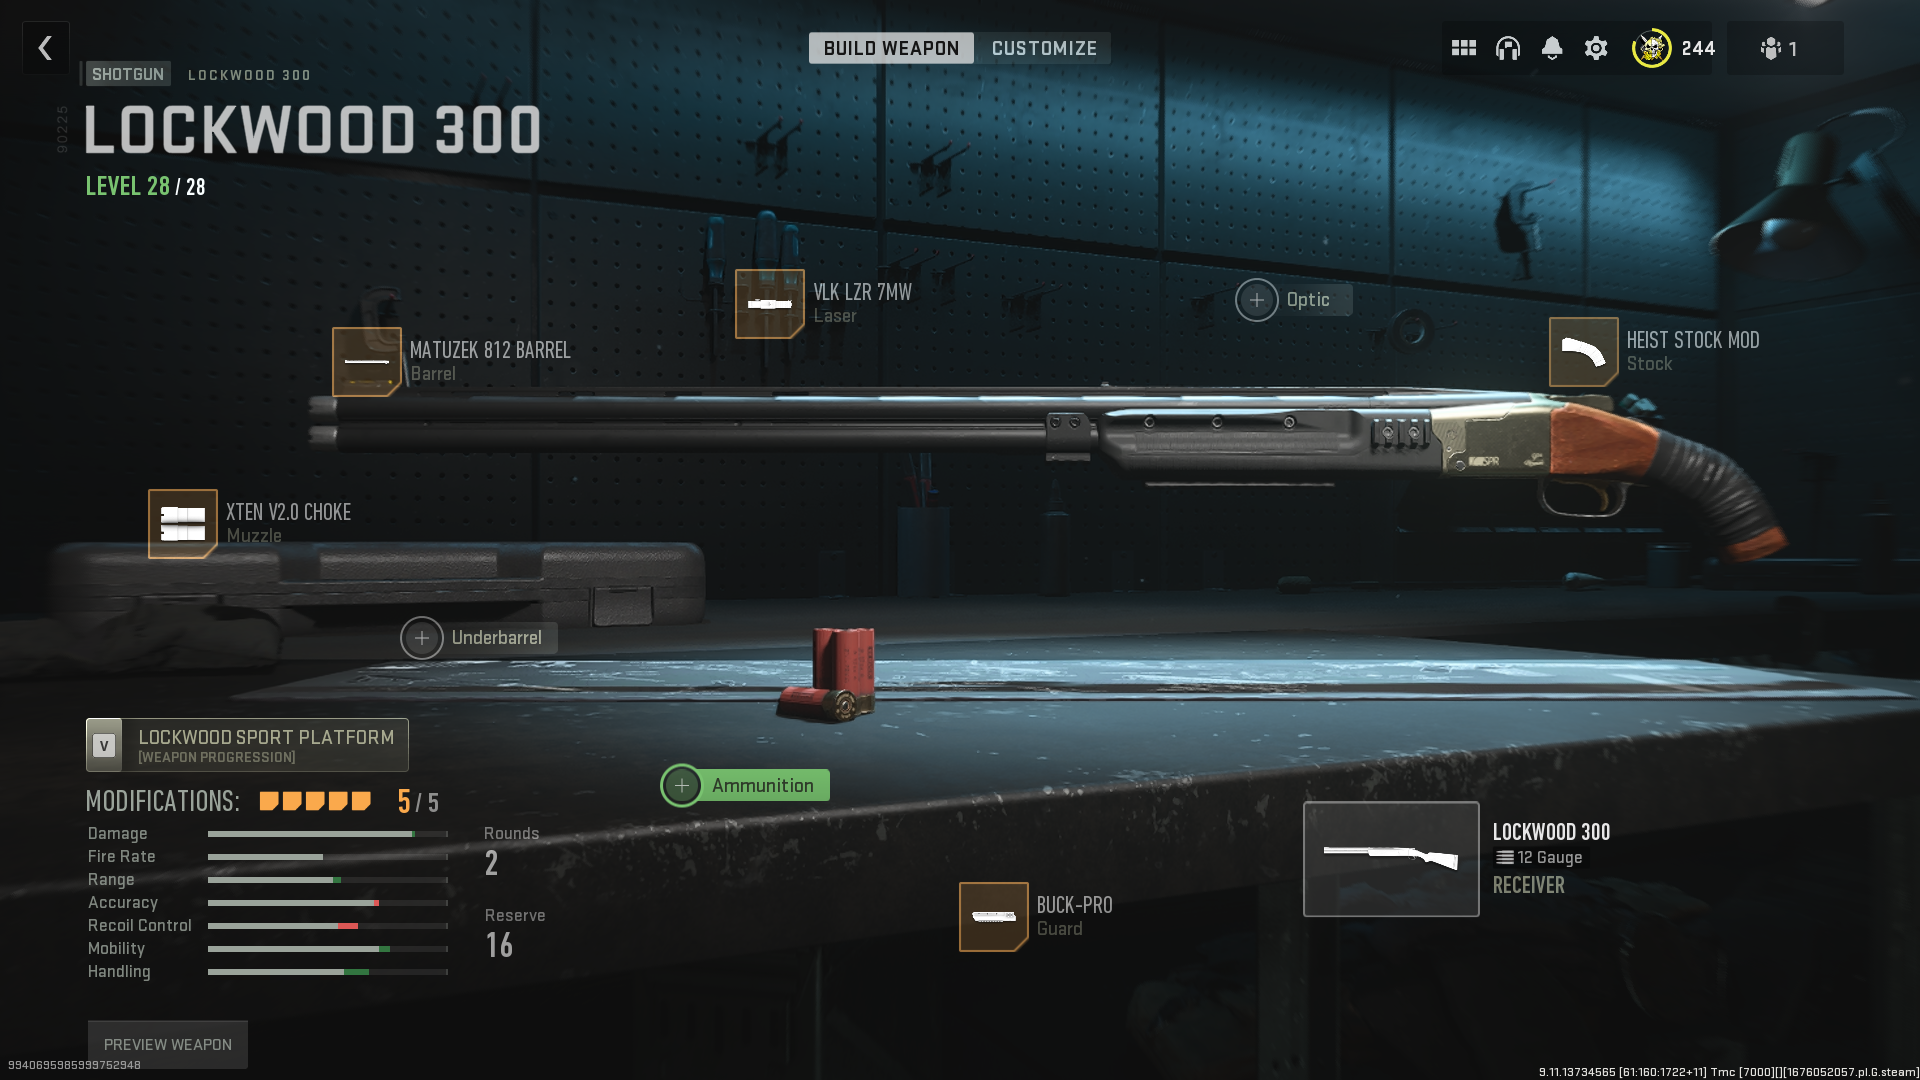 BUILD WEAPON
CUSTOMIZE
244
1
SHOTGUN
LOCKWOOD 300
90225
LOCKWOOD 300
LEVEL 28 / 28
VLK LZR 7MW
Laser
Optic
MATUZEK 812 BARREL
Barrel
HEIST STOCK MOD
Stock
SPR
XTEN V2.0 CHOKE
Muzzle
Underbarrel
V
LOCKWOOD SPORT PLATFORM
[WEAPON PROGRESSION]
Ammunition
MODIFICATIONS: 5 / 5
Damage
Fire Rate
Range
Accuracy
Recoil Control
Mobility
Handling
Rounds
2
Reserve
16
LOCKWOOD 300
12 Gauge
RECEIVER
BUCK-PRO
Guard
PREVIEW WEAPON
9940695985999752948
9.11.13734565 [61:160:1722+11] Tmc [7000][][1676052057.pl.G.steam]